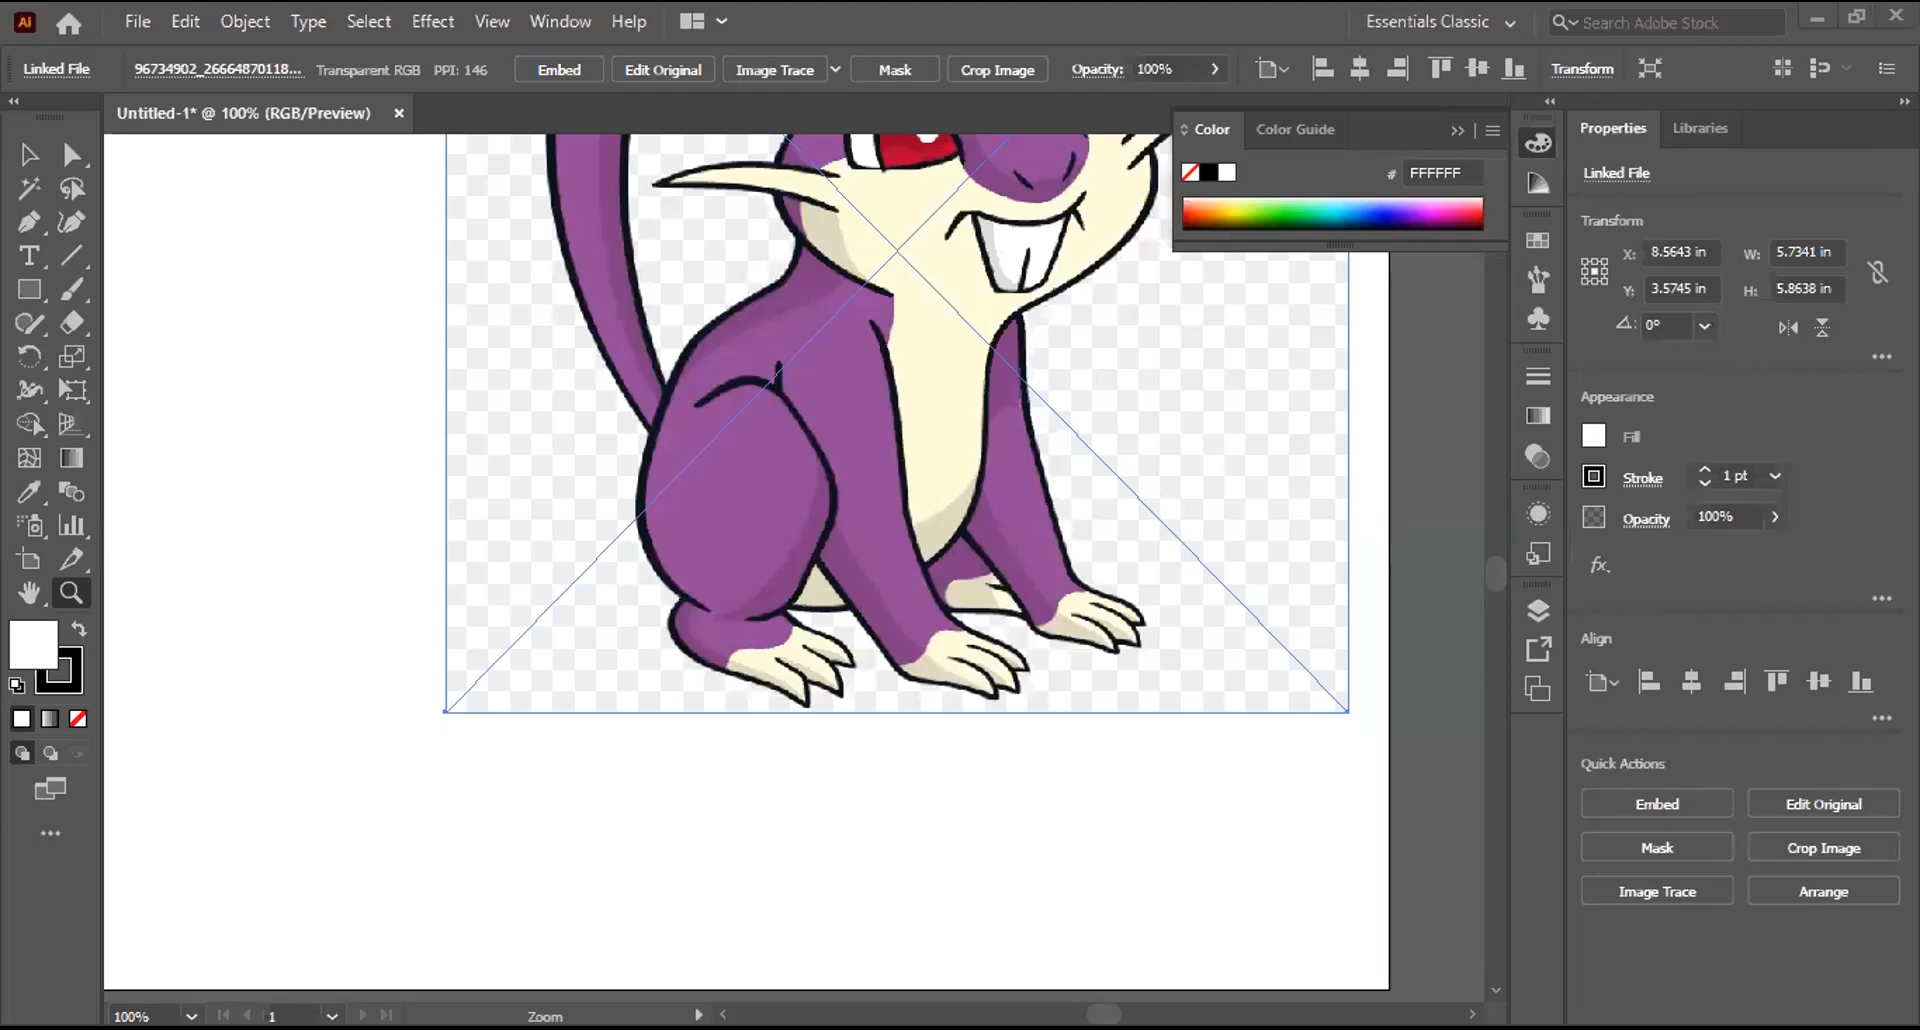 Ai File Edit Object Type Select Effect View Window Help Essentials Classic Search Adobe Stock
Linked File 96734902_26664870118... Transparent RGB PPI: 146 Embed Edit Original Image Trace Mask Crop Image Opacity: 100% Transform
Untitled-1* @ 100% (RGB/Preview)
Color Color Guide
# FFFFFF
Properties Libraries
Linked File
Transform
X: 8.5643 in W: 5.7341 in
Y: 3.5745 in H: 5.8638 in
0°
Appearance
Fill
Stroke 1 pt
Opacity 100%
fx.
Align
Quick Actions
Embed Edit Original
Mask Crop Image
Image Trace Arrange
100% 1 Zoom